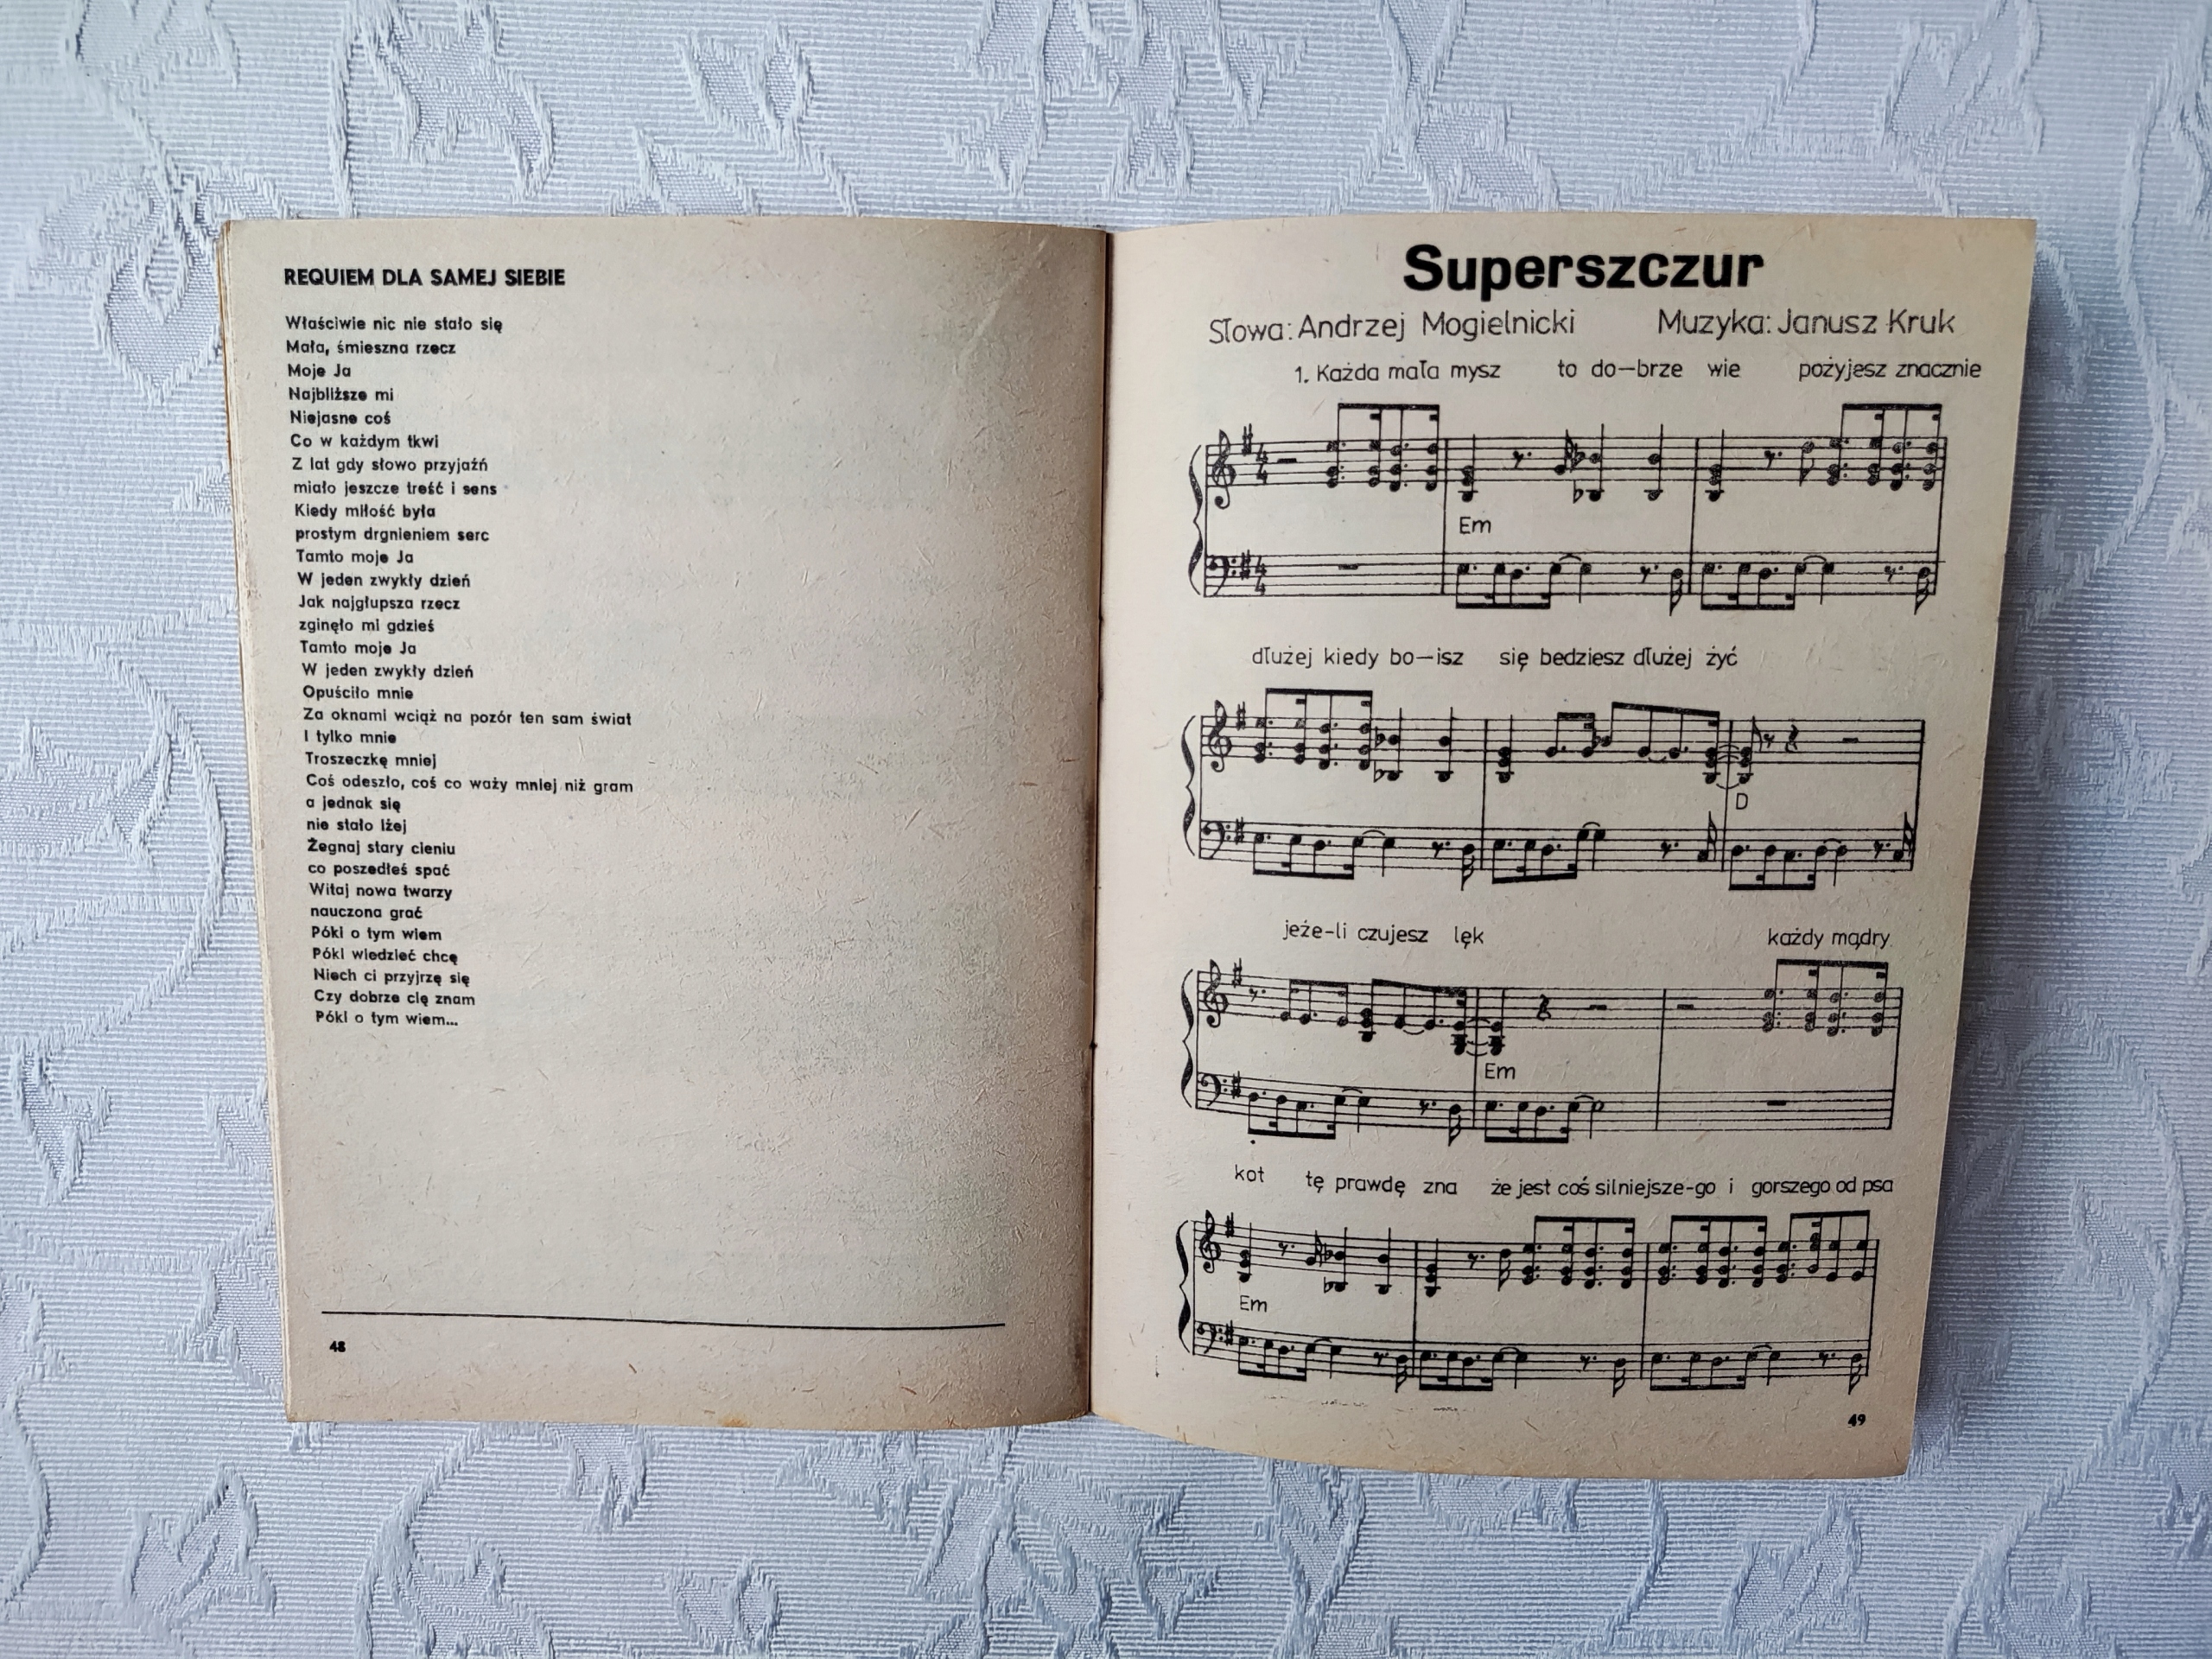 REQUIEM DLA SAMEJ SIEBIE
Właściwie nic nie stało się
Mała, śmieszna rzecz
Moje Ja
Najbliższe mi
Niejasne coś
Co w każdym tkwi
Z lat gdy słowo przyjaźń
miało jeszcze treść i sens
Kiedy miłość była
prostym drgnieniem serc
Tamto moje Ja
W jeden zwykły dzień
Jak najgłupsza rzecz
zginęło mi gdzieś
Tamto moje Ja
W jeden zwykły dzień
Opuściło mnie
Za oknami wciąż na pozór ten sam świat
I tylko mnie
Troszeczkę mniej
Coś odeszło, coś co waży mniej niż gram
a jednak się
nie stało lżej
Żegnaj stary cieniu
co poszedłeś spać
Witaj nowa twarzy
nauczona grać
Póki o tym wiem
Póki wiedzieć chcę
Niech ci przyjrzę się
Czy dobrze cię znam
Póki o tym wiem...
48
Superszczur
Słowa: Andrzej Mogielnicki Muzyka: Janusz Kruk
1. Każda mała mysz to do-brze wie pożyjesz znacznie
Em
dłużej kiedy bo-isz się bedziesz dłużej żyć
D
jeże-li czujesz lęk każdy mądry
Em
kot tę prawdę zna że jest coś silniejsze-go i gorszego od psa
Em
49